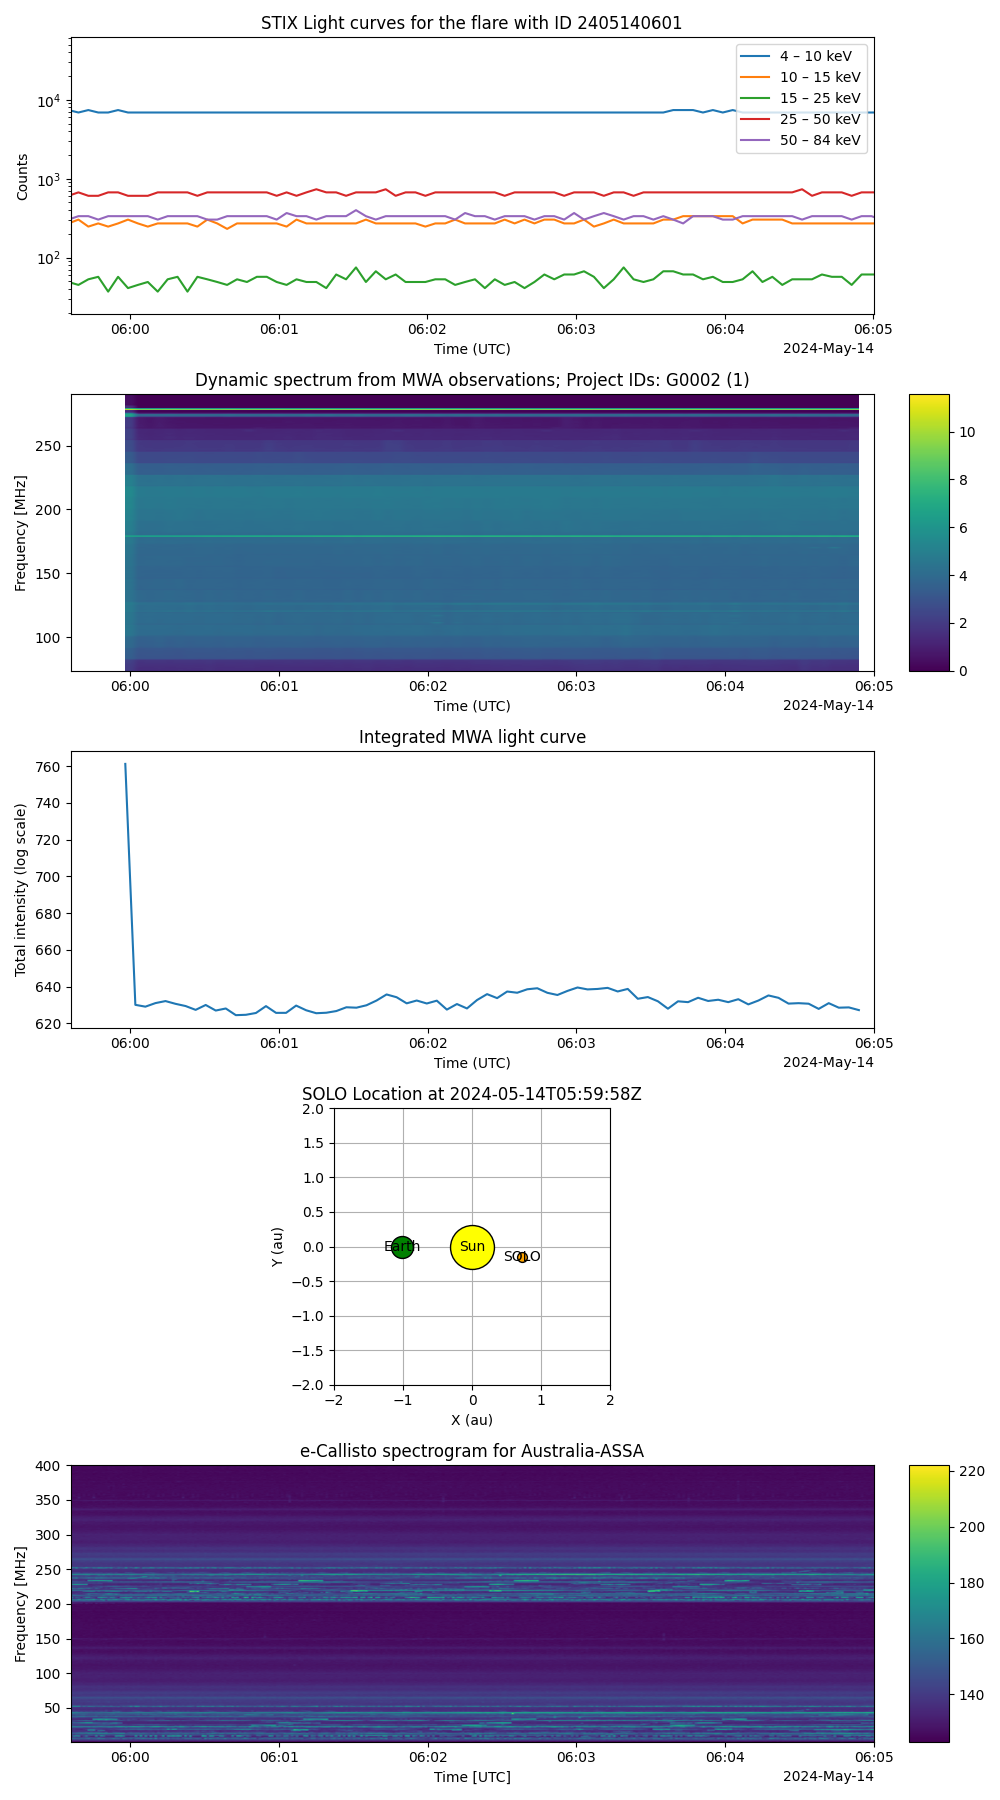 STIX Light curves for the flare with ID 2405140601
4 – 10 keV
10 – 15 keV
15 – 25 keV
25 – 50 keV
50 – 84 keV
10^4
10^3
10^2
Counts
06:00 06:01 06:02 06:03 06:04 06:05
Time (UTC)
2024-May-14
Dynamic spectrum from MWA observations; Project IDs: G0002 (1)
250
200
150
100
Frequency [MHz]
10
8
6
4
2
0
06:00 06:01 06:02 06:03 06:04 06:05
Time (UTC)
2024-May-14
Integrated MWA light curve
760
740
720
700
680
660
640
620
Total intensity (log scale)
06:00 06:01 06:02 06:03 06:04 06:05
Time (UTC)
2024-May-14
SOLO Location at 2024-05-14T05:59:58Z
2.0
1.5
1.0
0.5
0.0
−0.5
−1.0
−1.5
−2.0
Y (au)
Earth
Sun
SOLO
−2 −1 0 1 2
X (au)
e-Callisto spectrogram for Australia-ASSA
400
350
300
250
200
150
100
50
Frequency [MHz]
220
200
180
160
140
06:00 06:01 06:02 06:03 06:04 06:05
Time [UTC]
2024-May-14